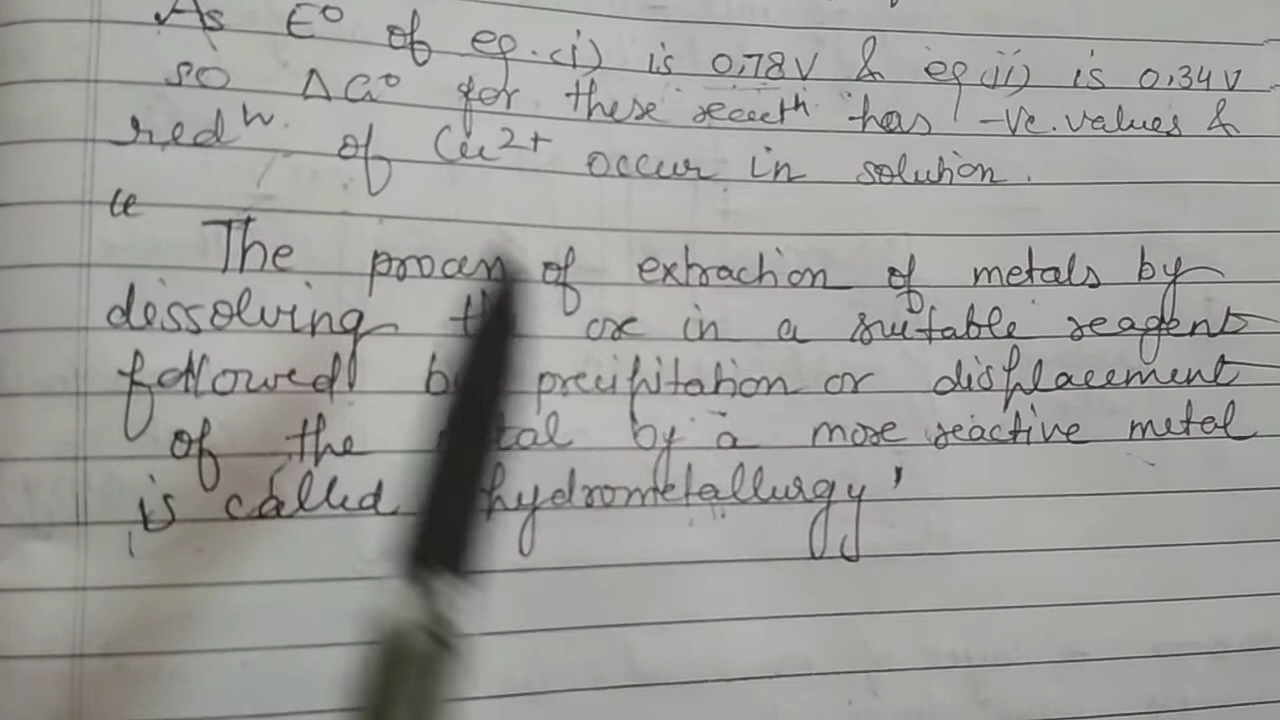 As E° of eq.(i) is 0.78V & eq(ii) is 0.34V
so ΔG° for these reactn has -ve. values &
redn. of Cu2+ occur in solution.
“
The process of extraction of metals by
dissolving ore in a suitable reagent
followed precipitation or displacement
of the by a more reactive metal
is called hydrometallurgy ’